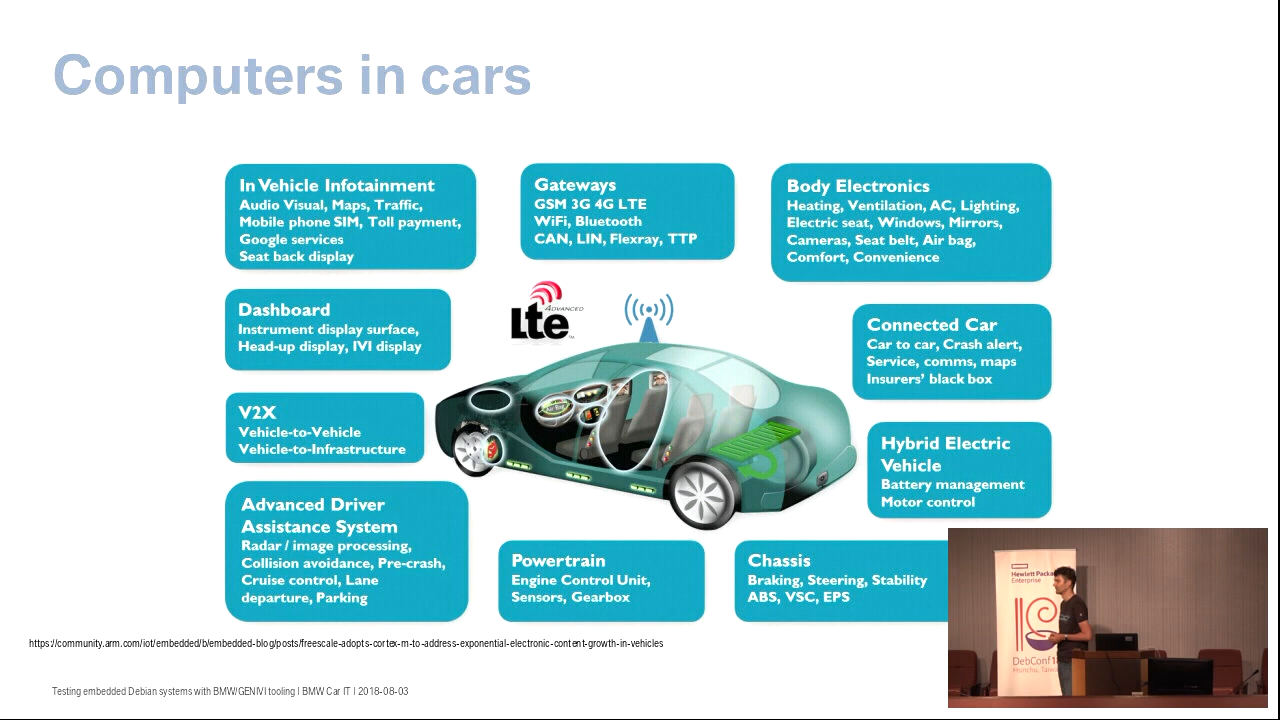 Computers in cars
In Vehicle Infotainment
Audio Visual, Maps, Traffic,
Mobile phone SIM, Toll payment,
Google services
Seat back display
Gateways
GSM 3G 4G LTE
WiFi, Bluetooth
CAN, LIN, Flexray, TTP
Body Electronics
Heating, Ventilation, AC, Lighting,
Electric seat, Windows, Mirrors,
Cameras, Seat belt, Air bag,
Comfort, Convenience
Dashboard
Instrument display surface,
Head-up display, IVI display
4DVANCED
Lte
Connected Car
Car to car, Crash alert,
Service, comms, maps
Insurers' black box
V2X
Vehicle-to-Vehicle
Vehicle-to-Infrastructure
Air Bag
Hybrid Electric
Vehicle
Battery management
Motor control
Advanced Driver
Assistance System
Radar / image processing,
Collision avoidance, Pre-crash,
Cruise control, Lane
departure, Parking
Powertrain
Engine Control Unit,
Sensors, Gearbox
Chassis
Braking, Steering, Stability
ABS, VSC, EPS
Hewlett Packa
Enterprise
DebConf1
Hsinchu, Taiw
https://community.arm.com/iot/embedded/b/embedded-blog/posts/freescale-adopts-cortex-m-to-address-exponential-electronic-content-growth-in-vehicles
Testing embedded Debian systems with BMW/GENIVI tooling | BMW Car IT | 2018-08-03